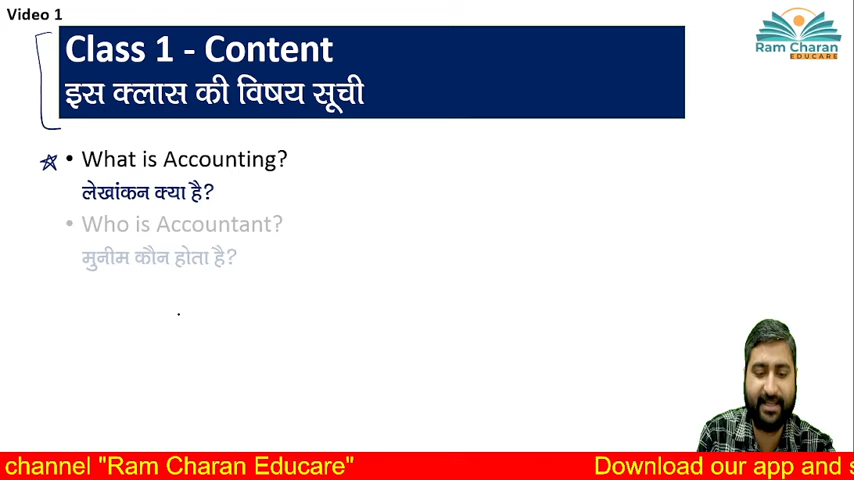 Video 1
Class 1 - Content
इस क्लास की विषय सूची
Ram Charan
EDUCARE
• What is Accounting?
लेखांकन क्या है?
• Who is Accountant?
मुनीम कौन होता है?
channel "Ram Charan Educare"
Download our app and s